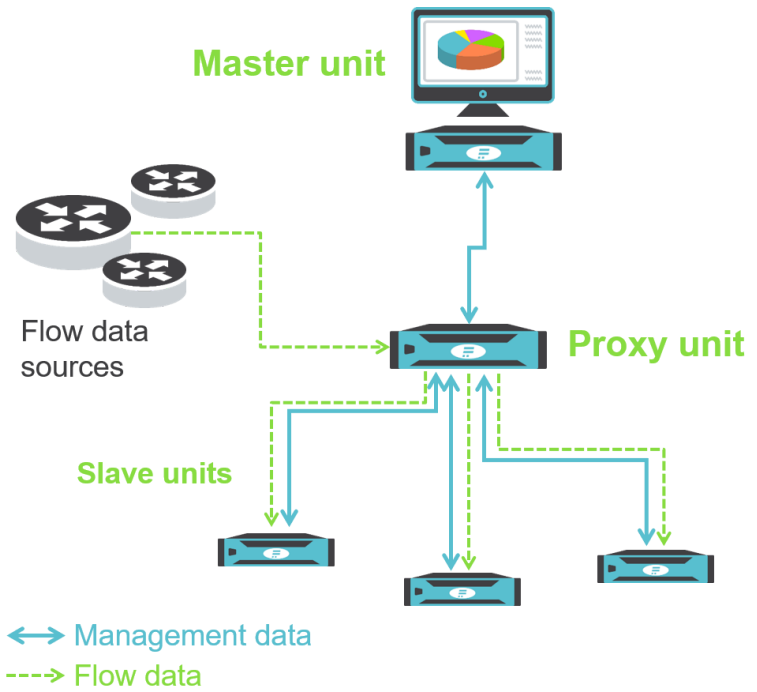 Master unit
Flow data
sources
Proxy unit
Slave units
Management data
Flow data